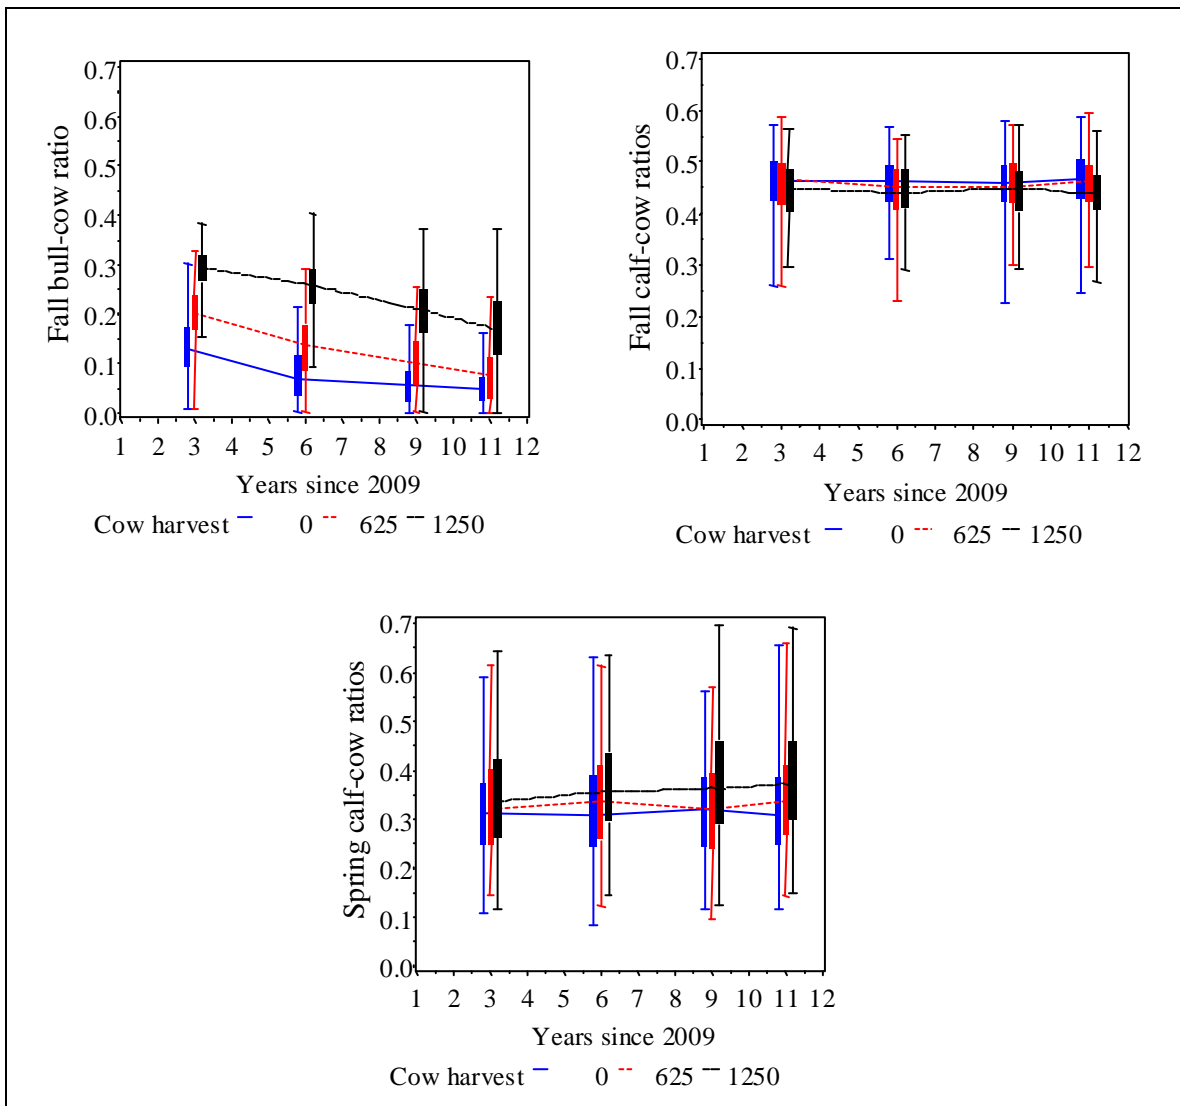 Fall bull-cow ratio
0.7
0.6
0.5
0.4
0.3
0.2
0.1
0.0
1 2 3 4 5 6 7 8 9 10 11 12
Years since 2009
Cow harvest 0 625 1250
Fall calf-cow ratios
0.7
0.6
0.5
0.4
0.3
0.2
0.1
0.0
1 2 3 4 5 6 7 8 9 10 11 12
Years since 2009
Cow harvest 0 625 1250
Spring calf-cow ratios
0.7
0.6
0.5
0.4
0.3
0.2
0.1
0.0
1 2 3 4 5 6 7 8 9 10 11 12
Years since 2009
Cow harvest 0 625 1250